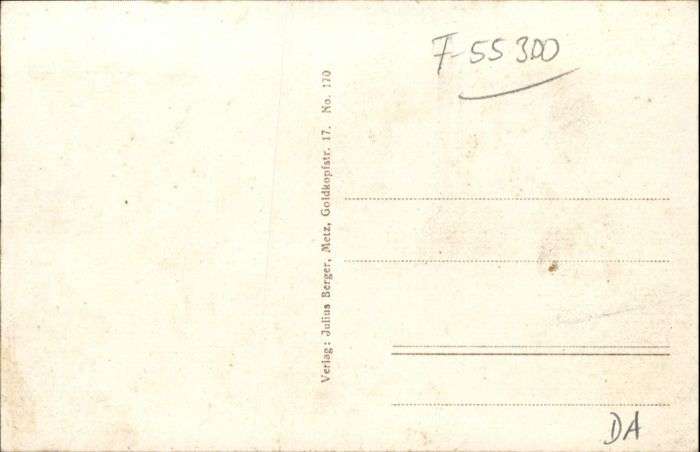 F-55300
Verlag: Julius Berger, Metz, Goldkopfstr. 17. No. 170
DA